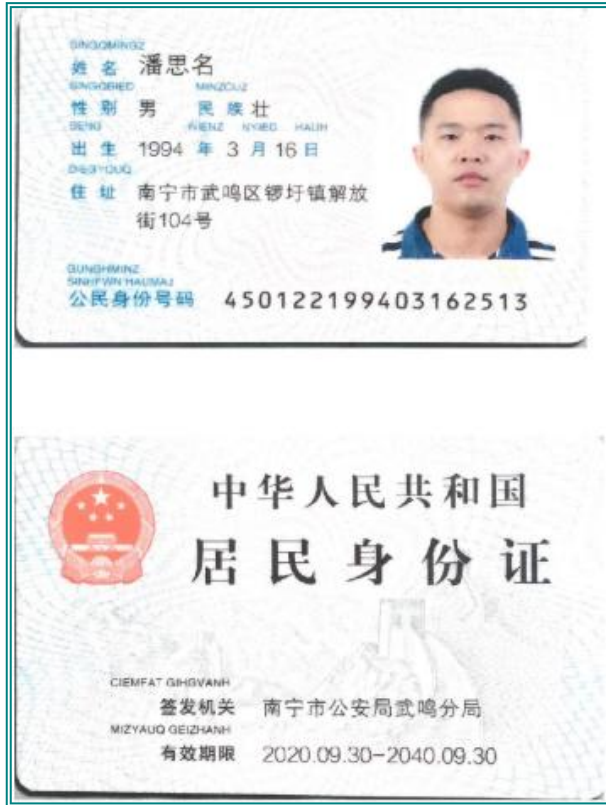 SINGQMINGZ
姓 名 潘思名
SINGQBIED MINZCUZ
性 别 男 民 族 壮
SENG NIENZ NYIED HAUH
出 生 1994 年 3 月 16 日
DIEGYOUQ
住 址 南宁市武鸣区锣圩镇解放
街104号
GUNGHMINZ
SINHFWN HAUMAJ
公民身份号码 450122199403162513
中华人民共和国
居民身份证
CIEMFAT GIHGVANH
签发机关 南宁市公安局武鸣分局
MIZYAUQ GEIZHANH
有效期限 2020.09.30-2040.09.30